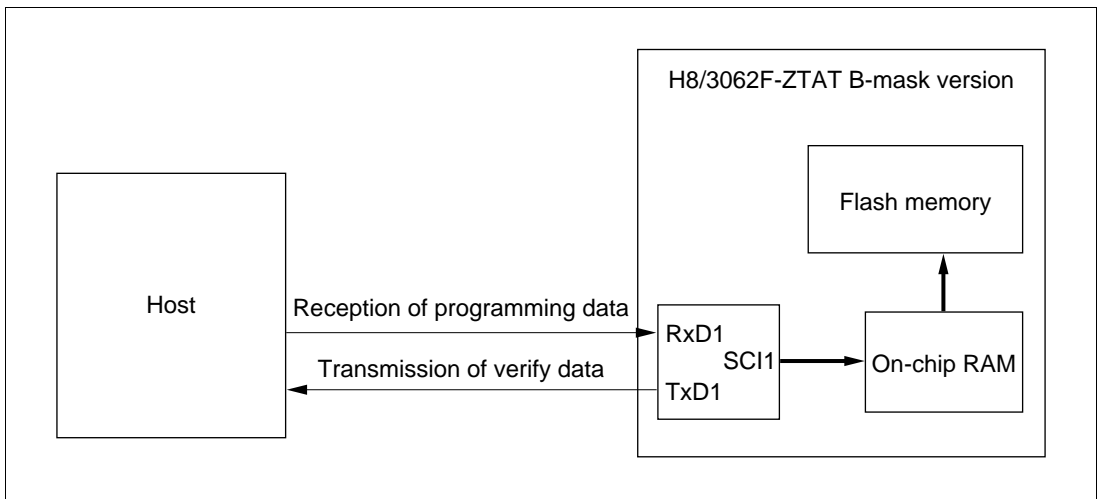 H8/3062F-ZTAT B-mask version
Flash memory
Host
Reception of programming data
RxD1
SCI1
On-chip RAM
Transmission of verify data
TxD1